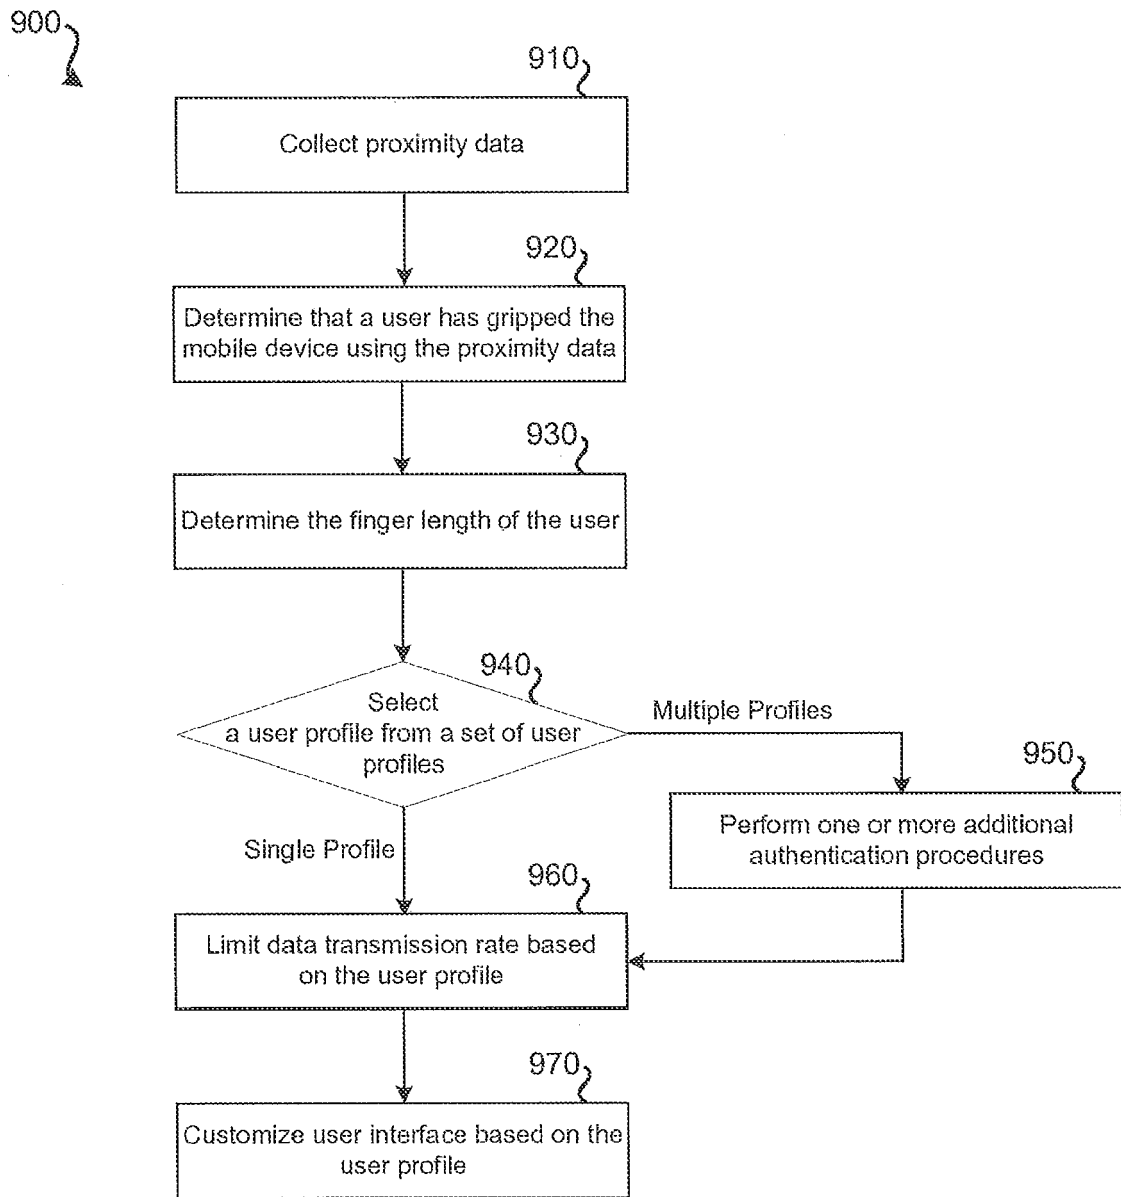 900
910
Collect proximity data
920
Determine that a user has gripped the
mobile device using the proximity data
930
Determine the finger length of the user
940
Select
a user profile from a set of user
profiles
Multiple Profiles
950
Perform one or more additional
authentication procedures
Single Profile
960
Limit data transmission rate based
on the user profile
970
Customize user interface based on the
user profile